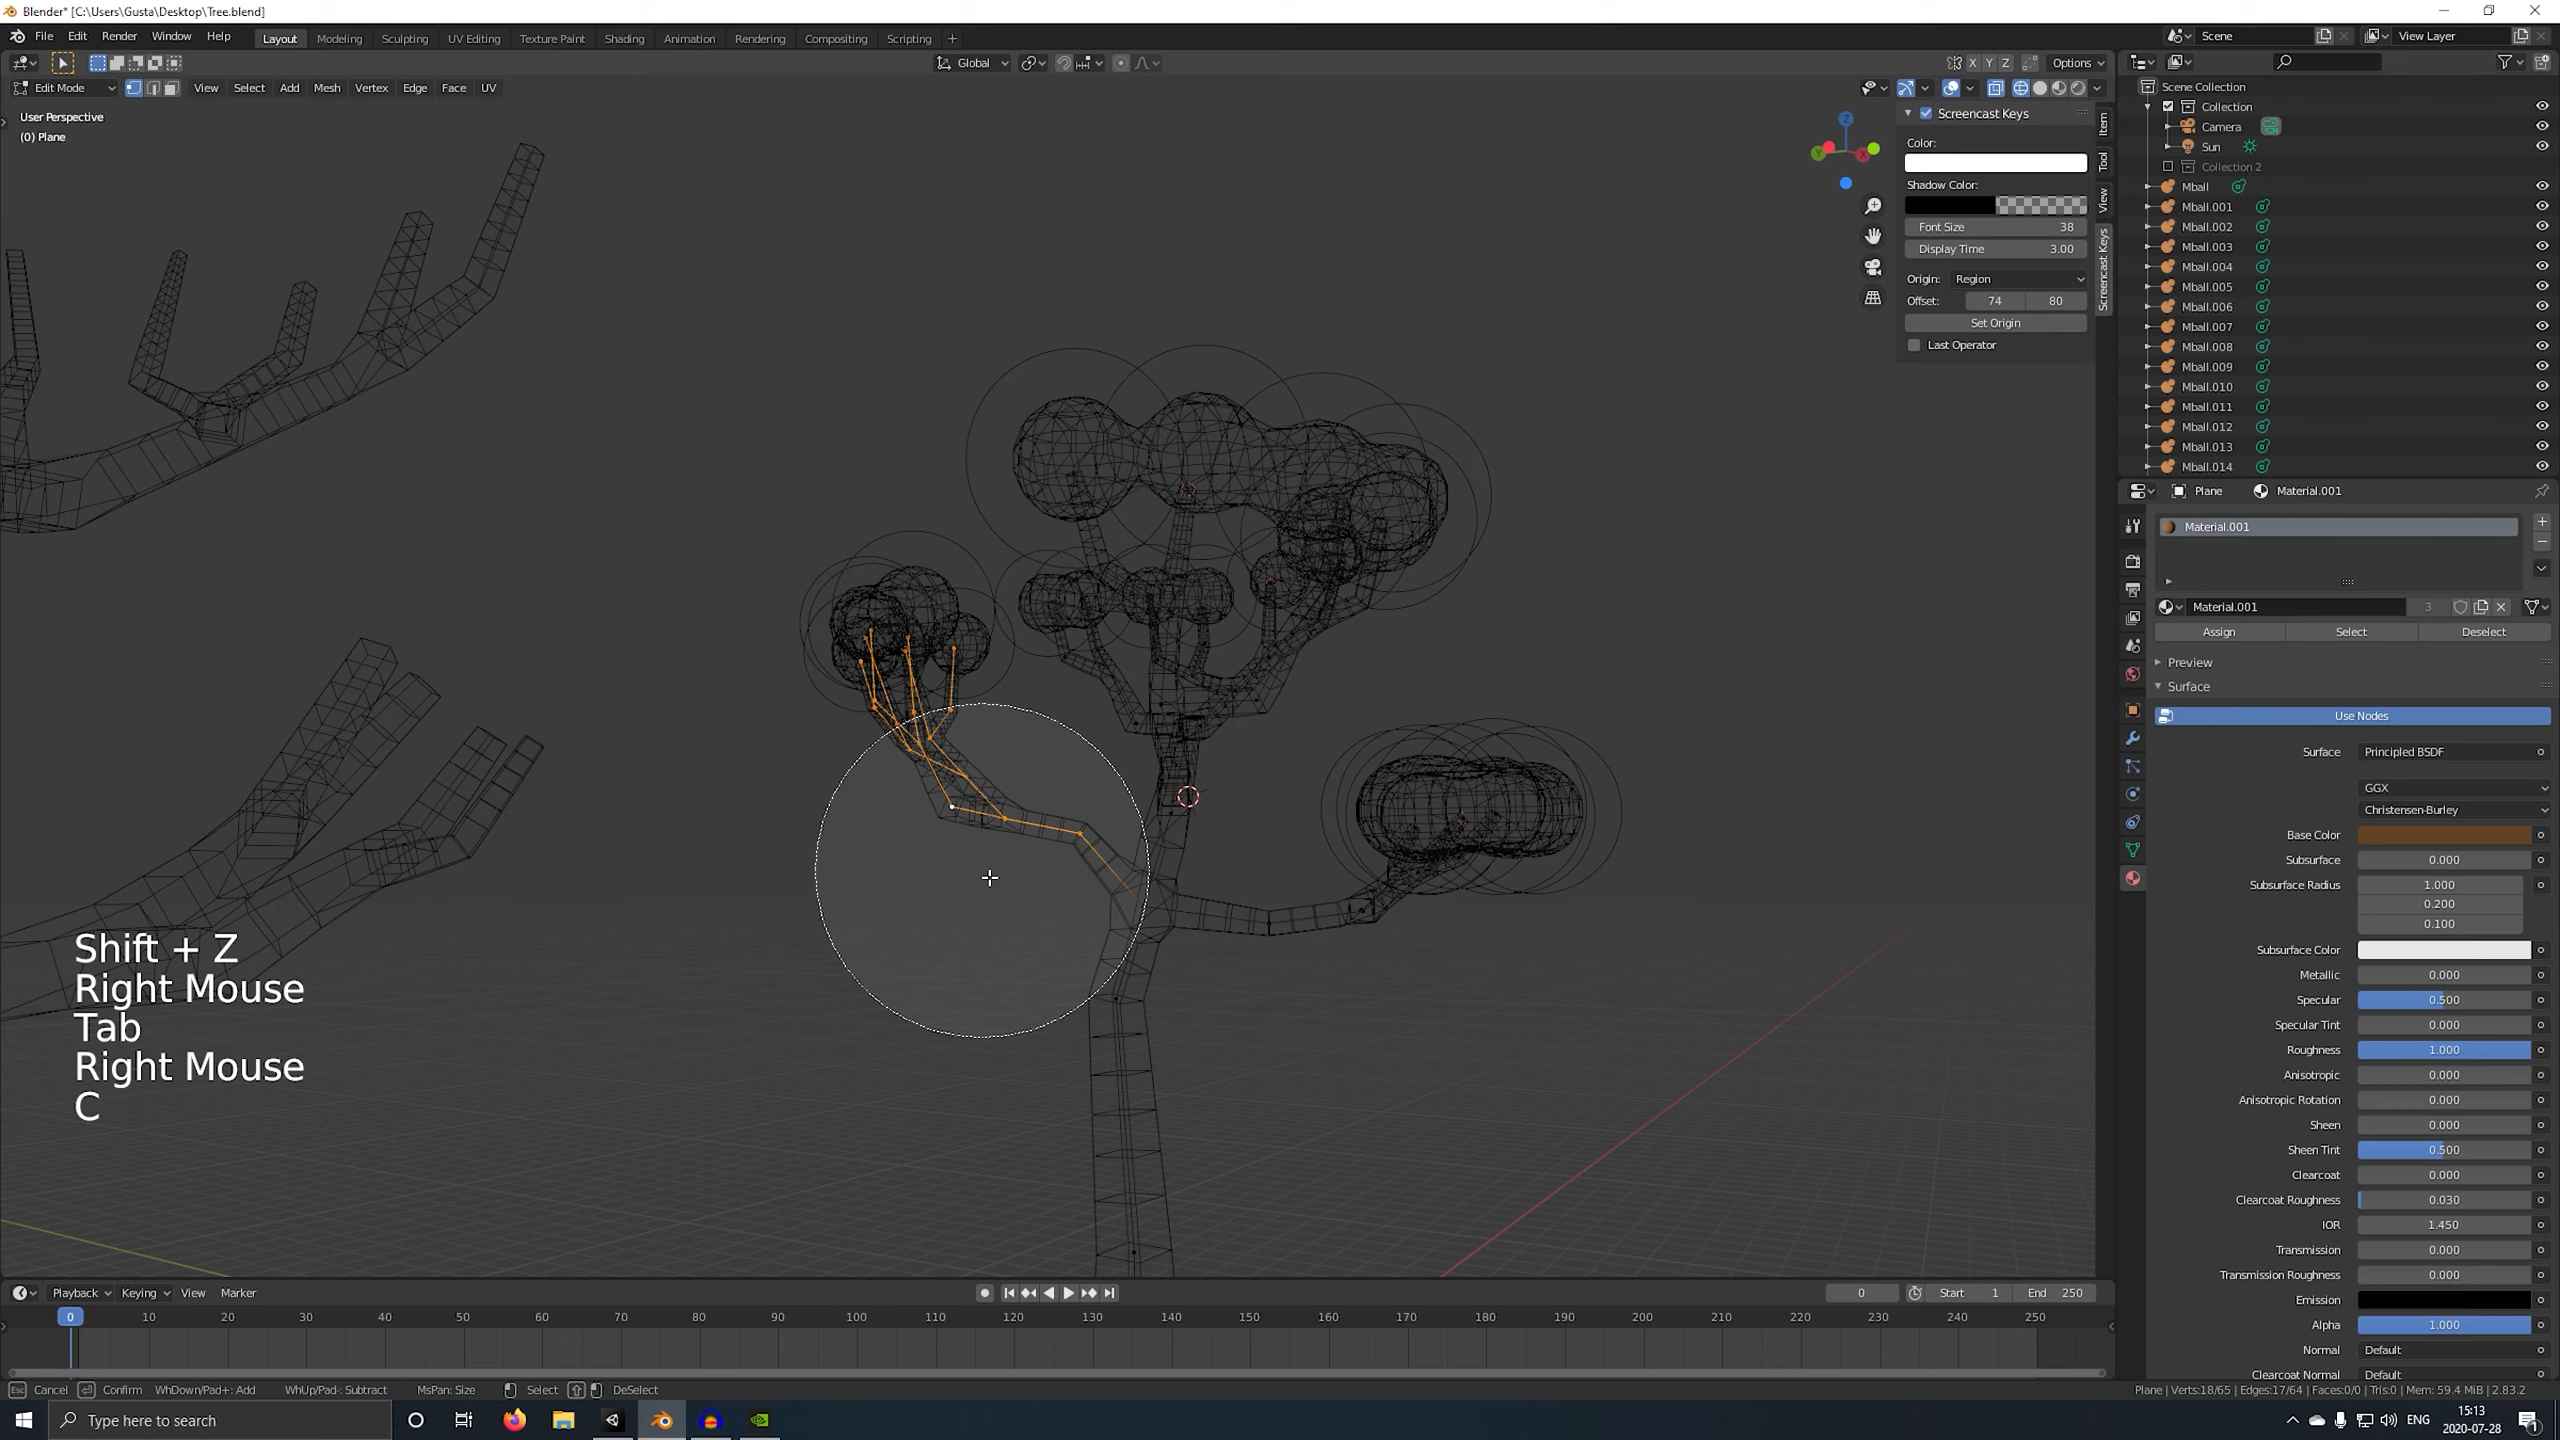 Blender* [C:\Users\Gusta\Desktop\Tree.blend]
File Edit Render Window Help Layout Modeling Sculpting UV Editing Texture Paint Shading Animation Rendering Compositing Scripting + Scene View Layer
Global X Y Z Options
Edit Mode View Select Add Mesh Vertex Edge Face UV
User Perspective
(0) Plane
Z
Y
X
Screencast Keys
Color:
Shadow Color:
Font Size 38
Display Time 3.00
Origin: Region
Offset: 74 80
Set Origin
Last Operator
Item
Tool
View
Screencast Keys
Scene Collection
Collection
Camera
Sun
Collection 2
Mball
Mball.001
Mball.002
Mball.003
Mball.004
Mball.005
Mball.006
Mball.007
Mball.008
Mball.009
Mball.010
Mball.011
Mball.012
Mball.013
Mball.014
Plane Material.001
Material.001
Material.001 3
Assign Select Deselect
Preview
Surface
Use Nodes
Surface Principled BSDF
GGX
Christensen-Burley
Base Color
Subsurface 0.000
Subsurface Radius 1.000
0.200
0.100
Subsurface Color
Metallic 0.000
Specular 0.500
Specular Tint 0.000
Roughness 1.000
Anisotropic 0.000
Anisotropic Rotation 0.000
Sheen 0.000
Sheen Tint 0.500
Clearcoat 0.000
Clearcoat Roughness 0.030
IOR 1.450
Transmission 0.000
Transmission Roughness 0.000
Emission
Alpha 1.000
Normal Default
Clearcoat Normal Default
Shift + Z
Right Mouse
Tab
Right Mouse
C
Playback Keying View Marker 0 Start 1 End 250
0 10 20 30 40 50 60 70 80 90 100 110 120 130 140 150 160 170 180 190 200 210 220 230 240 250
Esc Cancel Confirm WhDown/Pad+: Add WhUp/Pad-: Subtract MsPan: Size Select DeSelect Plane | Verts:18/65 | Edges:17/64 | Faces:0/0 | Tris:0 | Mem: 59.4 MiB | 2.83.2
Type here to search ENG 15:13
2020-07-28
1